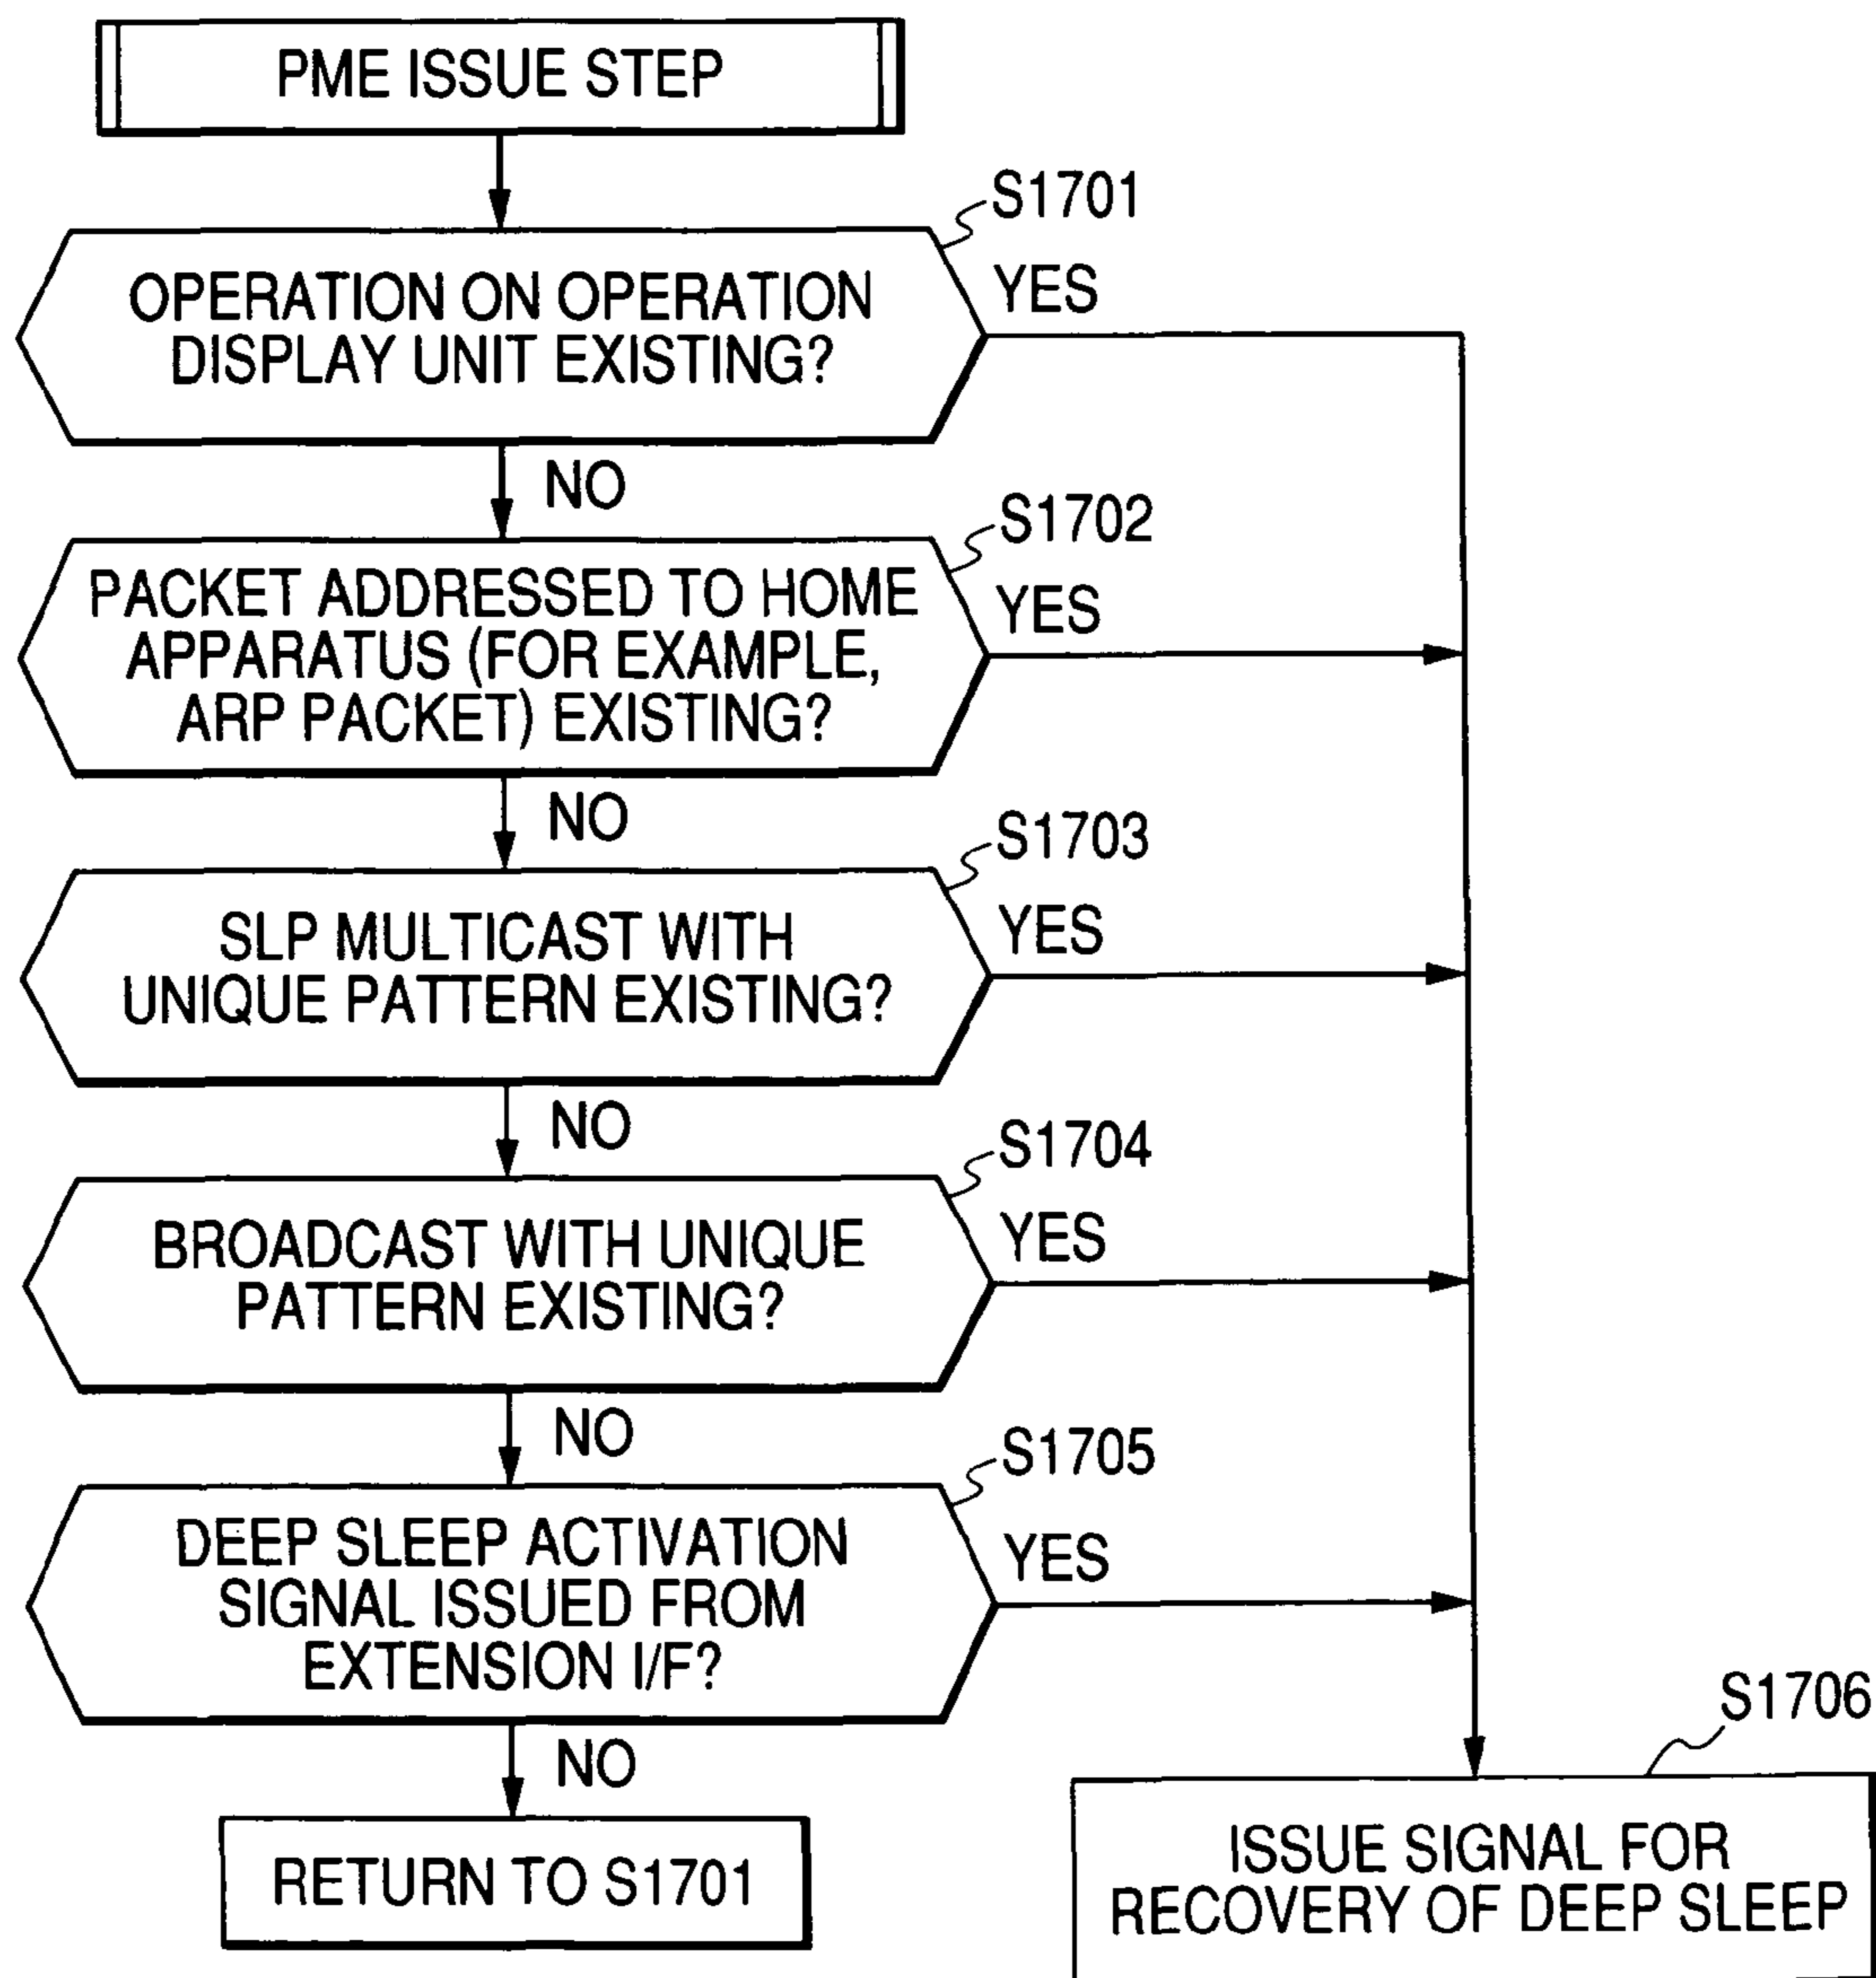 PME ISSUE STEP
S1701
OPERATION ON OPERATION
DISPLAY UNIT EXISTING?
YES
NO
S1702
PACKET ADDRESSED TO HOME
APPARATUS (FOR EXAMPLE,
ARP PACKET) EXISTING?
YES
NO
S1703
SLP MULTICAST WITH
UNIQUE PATTERN EXISTING?
YES
NO
S1704
BROADCAST WITH UNIQUE
PATTERN EXISTING?
YES
NO
S1705
DEEP SLEEP ACTIVATION
SIGNAL ISSUED FROM
EXTENSION I/F?
YES
NO
RETURN TO S1701
S1706
ISSUE SIGNAL FOR
RECOVERY OF DEEP SLEEP